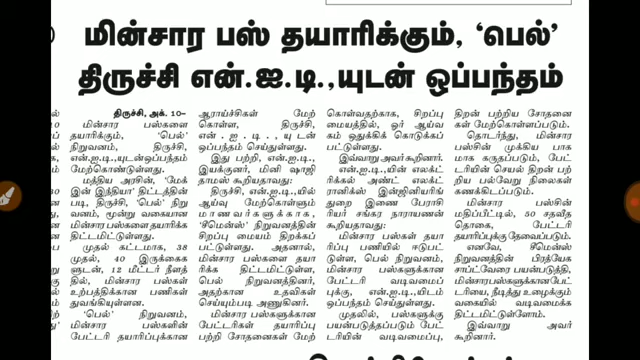 மின்சார பஸ் தயாரிக்கும், ‘பெல்’
திருச்சி என்.ஐ.டி.,யுடன் ஒப்பந்தம்
திருச்சி, அக். 10–
மின்சார பஸ்களை
தயாரிக்கும், ‘பெல்’
நிறுவனம், திருச்சி,
என்.ஐ.டி.,யுடன்ஒப்பந்தம்
மேற்கொண்டுள்ளது.
மத்திய அரசின், ‘மேக்
இன் இந்தியா’ திட்டத்தின்
படி, திருச்சி, ‘பெல்’ நிறு
வனம், மூன்று வகையான
மின்சார பஸ்களை தயாரிக்க
திட்டமிட்டுள்ளது.
முதல் கட்டமாக, 38
முதல், 40 இருக்கைக
ளுடன், 12 மீட்டர் நீளத்
தில், மின்சார பஸ்கள்
உற்பத்திக்கான பணிகள்
துவங்கியுள்ளன.
‘பெல்’ நிறுவனம்,
மின்சார பஸ்களின்
பேட்டரி தயாரிப்புக்கான
ஆராய்ச்சிகள் மேற்
கொள்ள, திருச்சி,
என்.ஐ.டி.,யுடன்
ஒப்பந்தம் செய்துள்ளது.
இது பற்றி, என்.ஐ.டி.,
இயக்குனர், மினி ஷாஜி
தாமஸ் கூறியதாவது:
திருச்சி, என்.ஐ.டி.,யில்
ஆய்வு மேற்கொள்ளும்
மாணவர்களுக்காக,
‘சீமென்ஸ்’ நிறுவனத்தின்
சிறப்பு மையம் திறக்கப்
பட்டுள்ளது. அதனால்,
மின்சார பஸ்களை தயா
ரிக்க திட்டமிட்டுள்ள,
‘பெல்’ நிறுவனத்தினர்,
அதற்கான உதவிகள்
செய்யும்படி அணுகினர்.
மின்சார பஸ்களுக்கான
பேட்டரிகள் தயாரிப்பு
பற்றி சோதனைகள் மேற்
கொள்வதற்காக, சிறப்பு
மையத்தில், ஓர் ஆய்வ
கம் ஒதுக்கிக் கொடுக்கப்
பட்டுள்ளது.
இவ்வாறு அவர் கூறினார்.
என்.ஐ.டி.,யின் எலக்ட்
ரிக்கல் அண்ட் எலக்ட்
ரானிக்ஸ் இன்ஜினியரிங்
துறை இணை பேராசி
ரியர் சங்கர நாராயணன்
கூறியதாவது:
மின்சார பஸ்கள் தயா
ரிப்பு பணியில் ஈடுபட்
டுள்ள, பெல் நிறுவனம்,
மின்சார பஸ்களுக்கான
பேட்டரி வடிவமைப்
புக்கு, என்.ஐ.டி.,யிடம்
ஒப்பந்தம் செய்துள்ளது.
முதலில், பஸ்களுக்கு
பயன்படுத்தப்படும் பேட்
டரியின் வடிவமைப்பு,
திறன் பற்றிய சோதனை
கள் மேற்கொள்ளப்படும்.
தொடர்ந்து, மின்சார
பஸ்சின் முக்கிய பாக
மாக கருதப்படும், பேட்
டரியின் செயல் திறன் பற்
றிய பல்வேறு நிலைகள்
கணக்கிடப்படும்.
மின்சார பஸ்சின்
மதிப்பீட்டில், 50 சதவீத
தொகை, பேட்டரி
தயாரிப்புக்கு தேவைப்படும்.
எனவே, சீமென்ஸ்
நிறுவனத்தின் பிரத்யேக
சாப்ட்வேரை பயன்படுத்தி,
மின்சாரபஸ்களுக்கானபேட்
டரியை, நீடித்து உழைக்கும்
வகையில் வடிவமைக்க
திட்டமிட்டுள்ளோம்.
இவ்வாறு அவர்
கூறினார்.